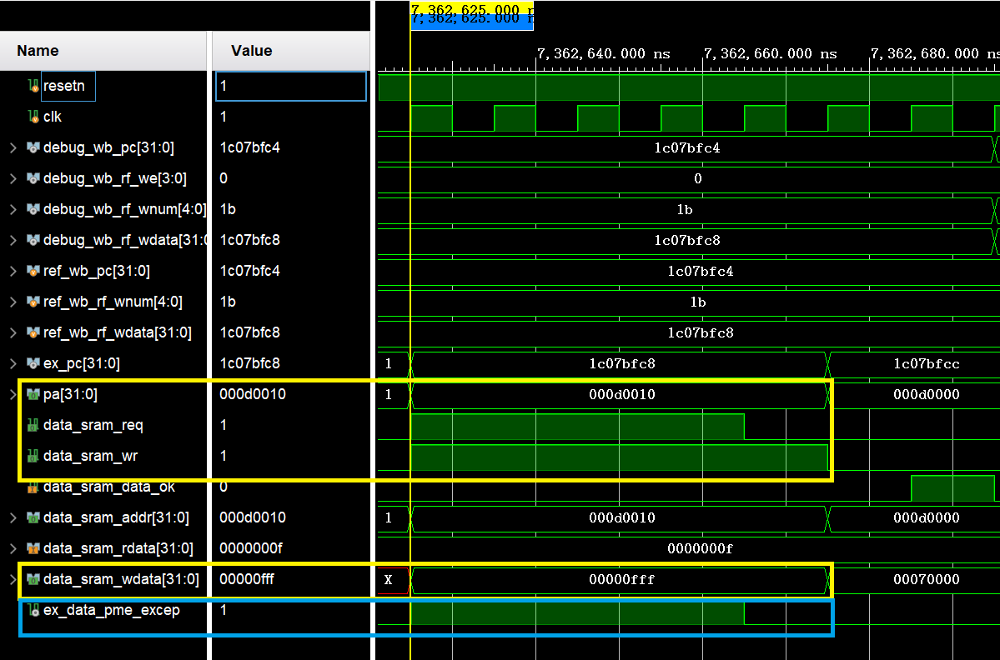 7,362,625.000 n
7,362,625.000 n
Name Value 7,362,640.000 ns 7,362,660.000 ns 7,362,680.000 ns
resetn 1
clk 1
debug_wb_pc[31:0] 1c07bfc4 1c07bfc4
debug_wb_rf_we[3:0] 0 0
debug_wb_rf_wnum[4:0] 1b 1b
debug_wb_rf_wdata[31:0 1c07bfc8 1c07bfc8
ref_wb_pc[31:0] 1c07bfc4 1c07bfc4
ref_wb_rf_wnum[4:0] 1b 1b
ref_wb_rf_wdata[31:0] 1c07bfc8 1c07bfc8
ex_pc[31:0] 1c07bfc8 1 1c07bfc8 1c07bfcc
pa[31:0] 000d0010 1 000d0010 000d0000
data_sram_req 1
data_sram_wr 1
data_sram_data_ok 0
data_sram_addr[31:0] 000d0010 1 000d0010 000d0000
data_sram_rdata[31:0] 0000000f 0000000f
data_sram_wdata[31:0] 00000fff X 00000fff 00070000
ex_data_pme_excep 1